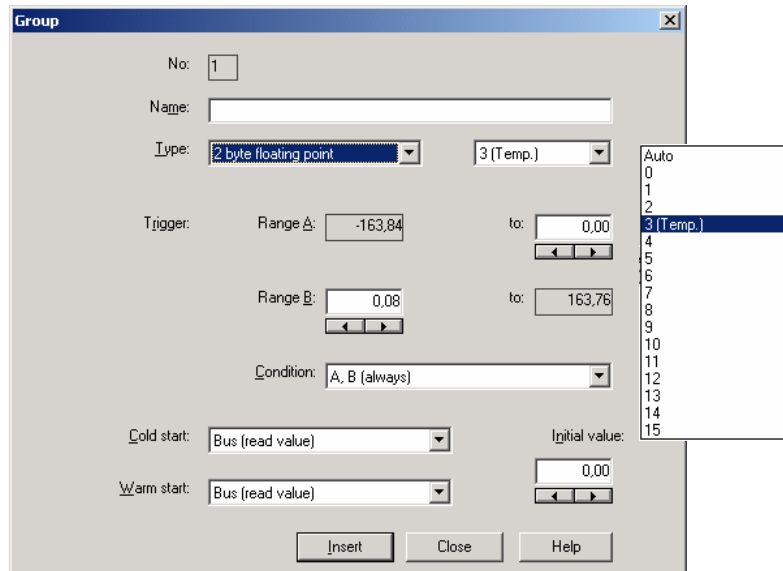 Group
No: 1
Name:
Type: 2 byte floating point 3 (Temp.)
Trigger: Range A: -163,84 to: 0,00
Range B: 0,08 to: 163,76
Condition: A, B (always)
Cold start: Bus (read value) Initial value:
0,00
Warm start: Bus (read value)
Insert Close Help
Auto
0
1
2
3 (Temp.)
4
5
6
7
8
9
10
11
12
13
14
15